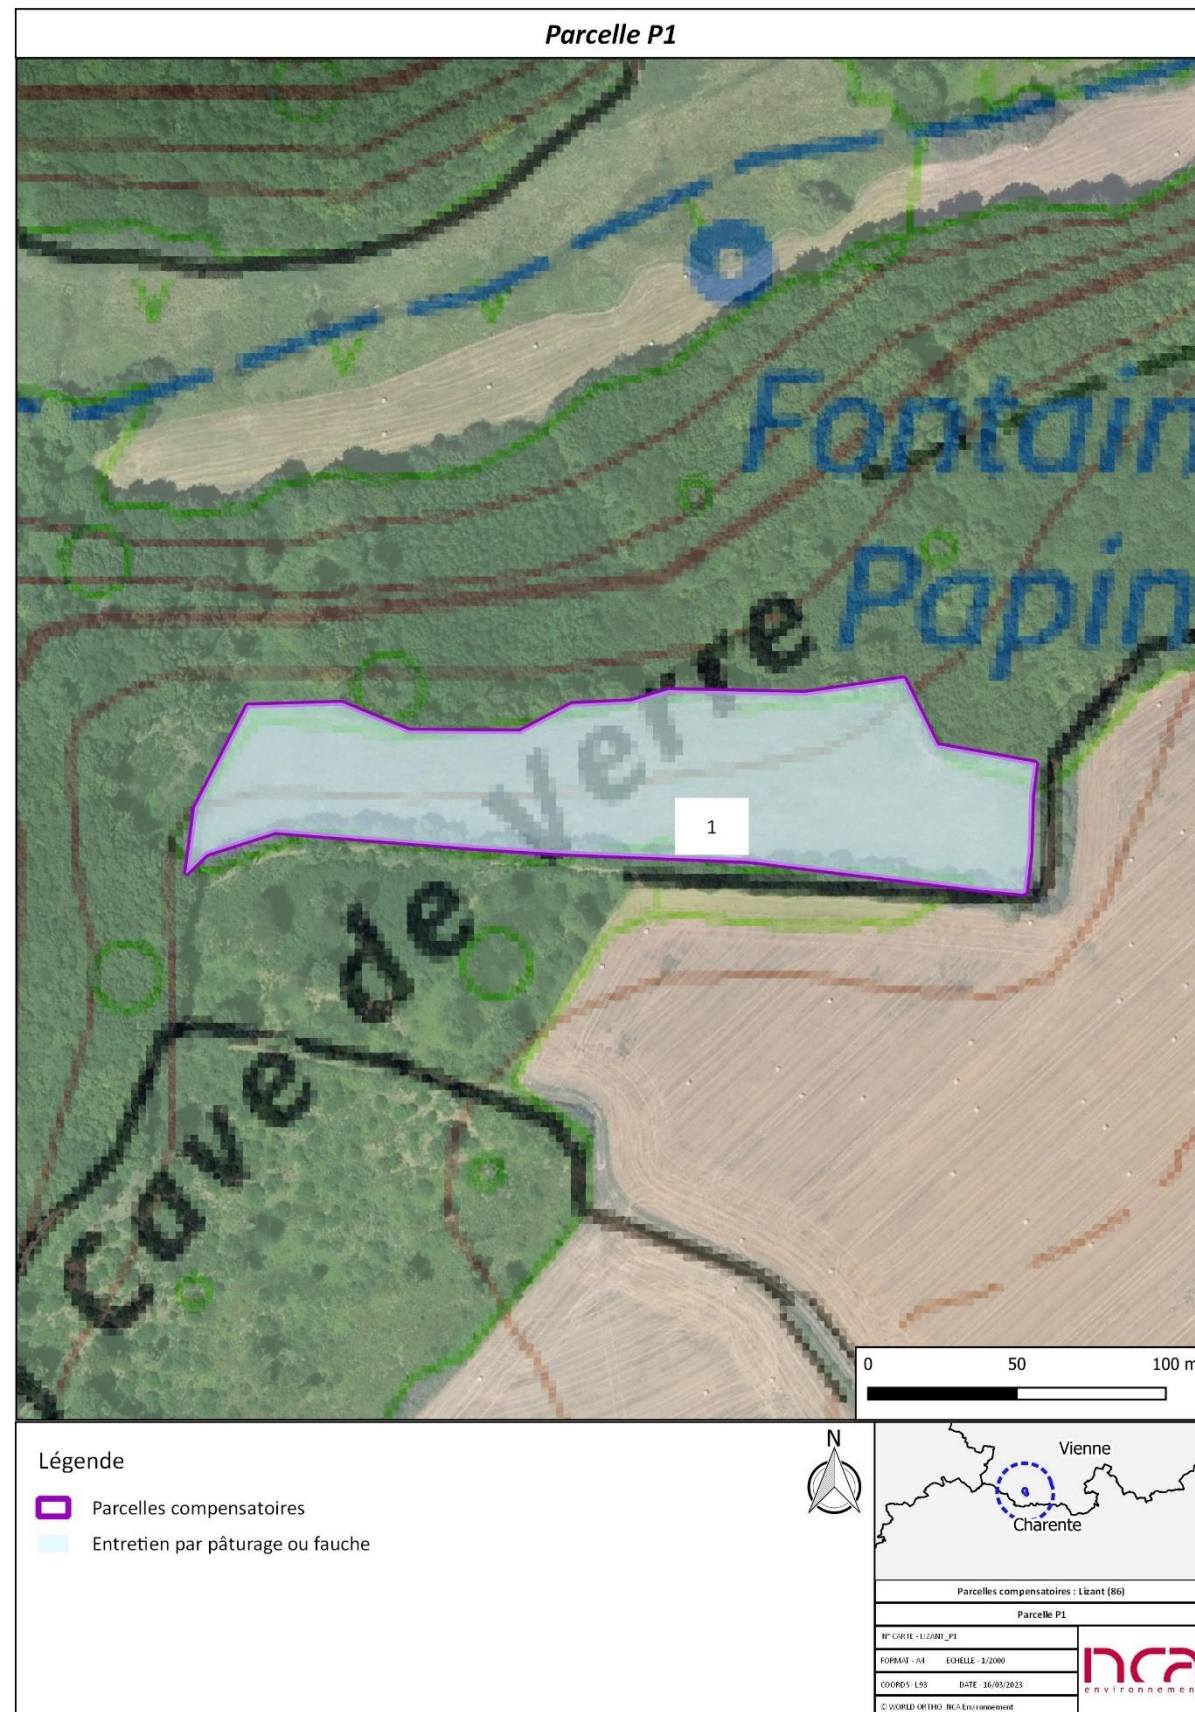 Parcelle P1
Fontain
Papin
Cave de Verre
1
0 50 100 m
Légende
Parcelles compensatoires
Entretien par pâturage ou fauche
N
Vienne
Charente
Parcelles compensatoires : Lizant (86)
Parcelle P1
N° CARTE - LIZANT_P1
FORMAT - A4 ECHELLE - 1/2000
COORDS - L93 DATE - 16/03/2023
© WORLD ORTHO NCA Environnement
nca
environnemen